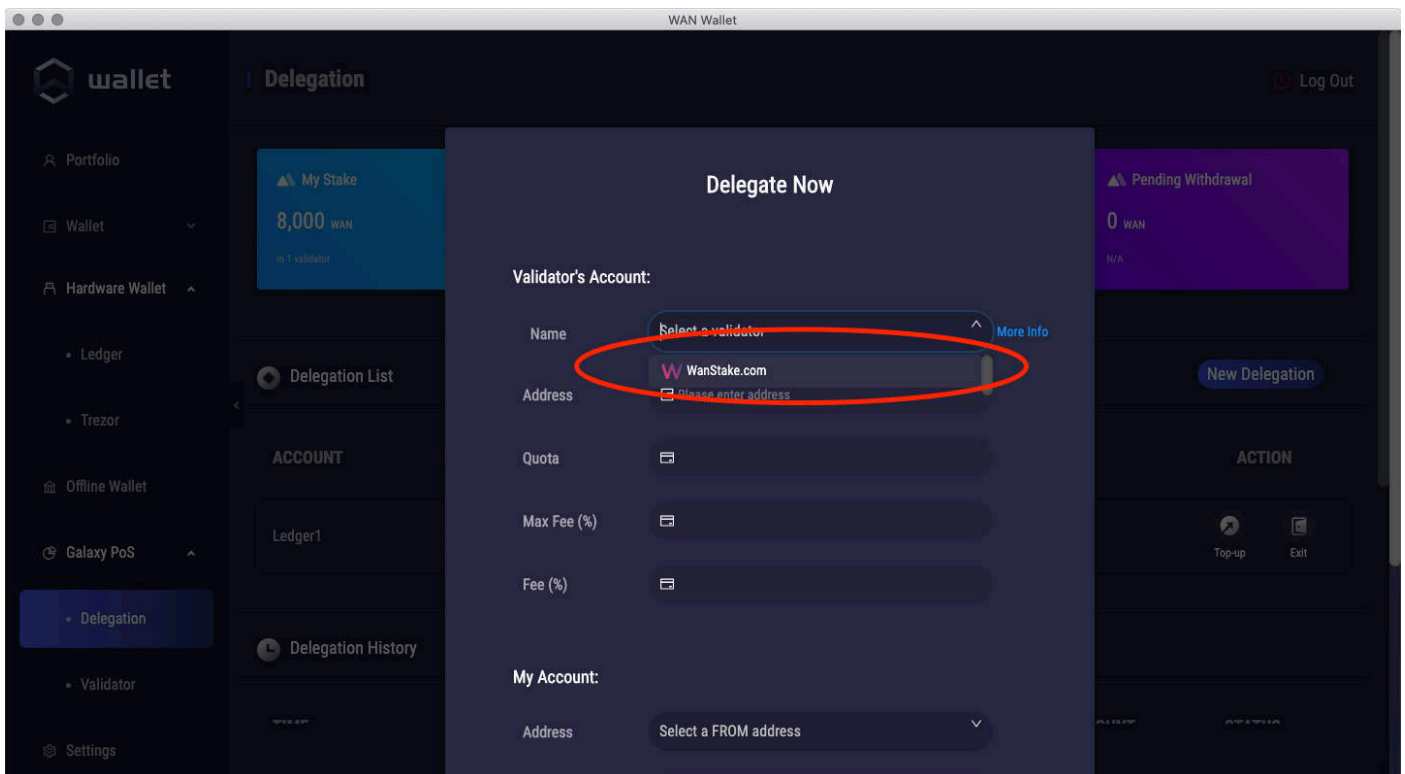 WAN Wallet
wallet
Delegation
Log Out
Portfolio
Wallet
Hardware Wallet
Ledger
Trezor
Offline Wallet
Galaxy PoS
Delegation
Validator
Settings
My Stake
8,000 WAN
in 1 validator
Pending Withdrawal
0 WAN
N/A
Delegation List
New Delegation
ACCOUNT
ACTION
Ledger1
Top-up
Exit
Delegation History
TIME
STATUS
Delegate Now
Validator's Account:
Name
Select a validator
More Info
WanStake.com
Address
Please enter address
Quota
Max Fee (%)
Fee (%)
My Account:
Address
Select a FROM address